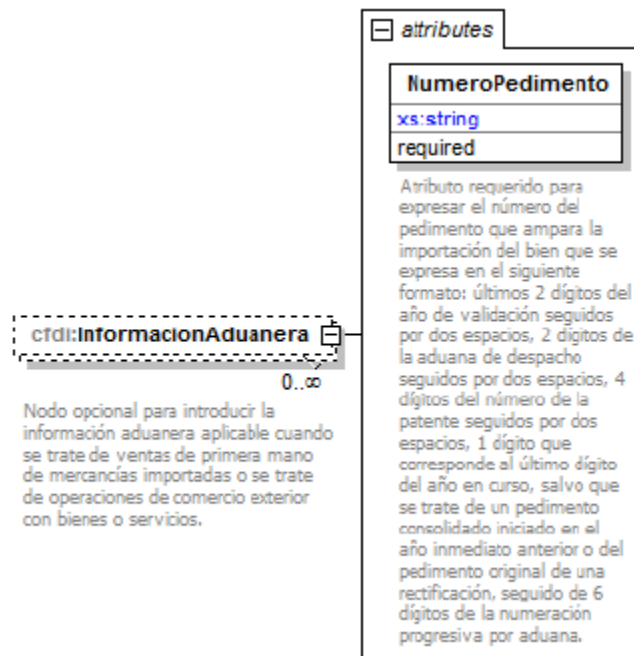 attributes
NumeroPedimento
xs:string
required
Atributo requerido para
expresar el número del
pedimento que ampara la
importación del bien que se
expresa en el siguiente
formato: últimos 2 dígitos del
año de validación seguidos
por dos espacios, 2 dígitos de
la aduana de despacho
seguidos por dos espacios, 4
dígitos del número de la
patente seguidos por dos
espacios, 1 dígito que
corresponde al último dígito
del año en curso, salvo que
se trate de un pedimento
consolidado iniciado en el
año inmediato anterior o del
pedimento original de una
rectificación, seguido de 6
dígitos de la numeración
progresiva por aduana.
cfdi:InformacionAduanera
0..∞
Nodo opcional para introducir la
información aduanera aplicable cuando
se trate de ventas de primera mano
de mercancías importadas o se trate
de operaciones de comercio exterior
con bienes o servicios.